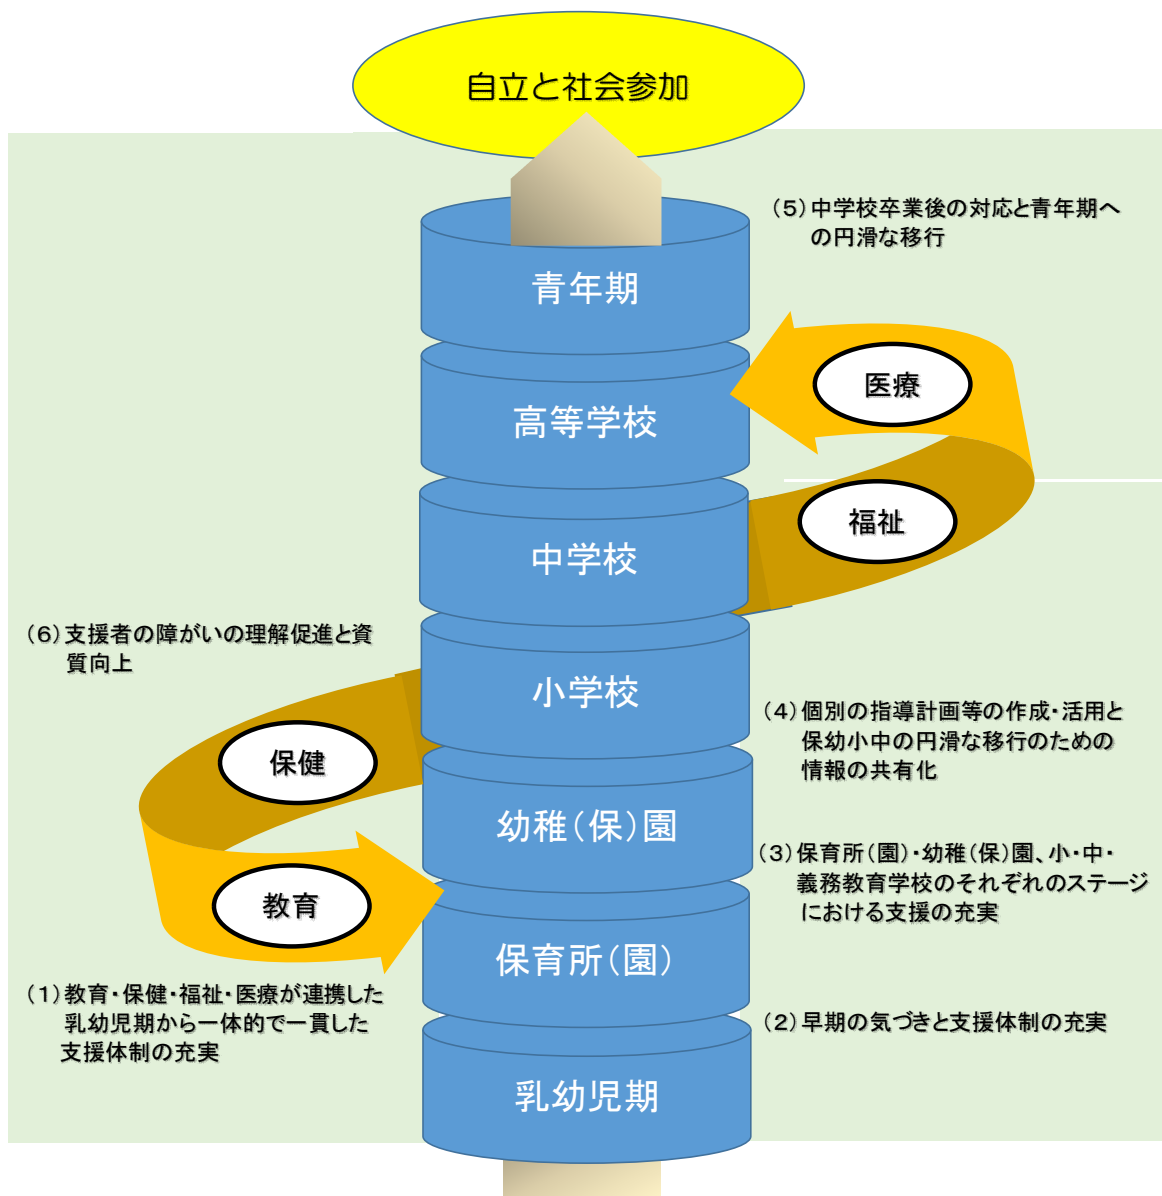 自立と社会参加
(5)中学校卒業後の対応と青年期へ
の円滑な移行
青年期
医療
高等学校
福祉
中学校
(6)支援者の障がいの理解促進と資
質向上
小学校
(4)個別の指導計画等の作成・活用と
保幼小中の円滑な移行のための
情報の共有化
保健
幼稚(保)園
(3)保育所(園)・幼稚(保)園、小・中・
義務教育学校のそれぞれのステージ
における支援の充実
教育
保育所(園)
(1)教育・保健・福祉・医療が連携した
乳幼児期から一体的で一貫した
支援体制の充実
(2)早期の気づきと支援体制の充実
乳幼児期